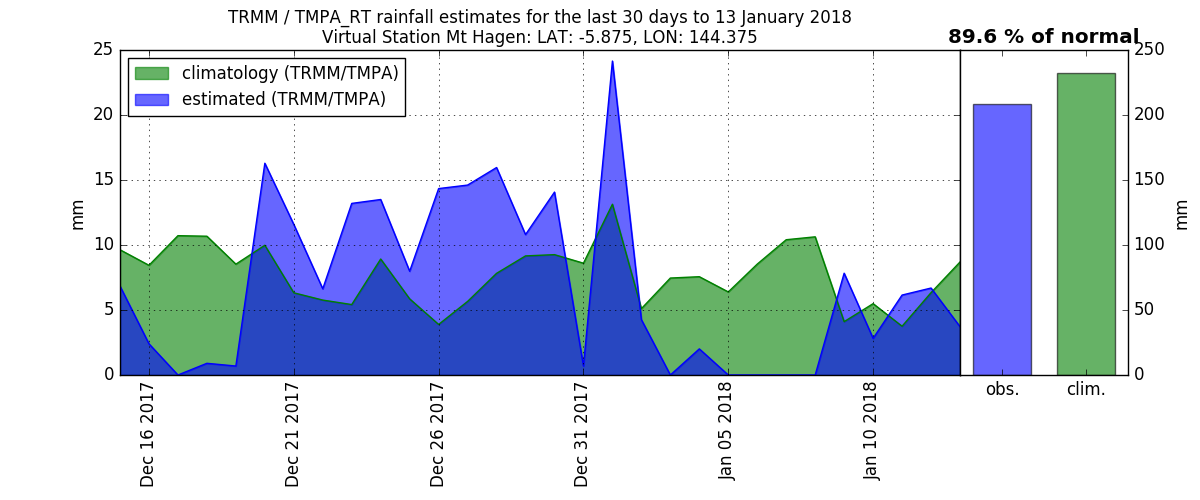 TRMM / TMPA_RT rainfall estimates for the last 30 days to 13 January 2018
Virtual Station Mt Hagen: LAT: -5.875, LON: 144.375
89.6 % of normal
climatology (TRMM/TMPA)
estimated (TRMM/TMPA)
25
20
15
10
5
0
mm
250
200
150
100
50
0
mm
Dec 16 2017
Dec 21 2017
Dec 26 2017
Dec 31 2017
Jan 05 2018
Jan 10 2018
obs.
clim.